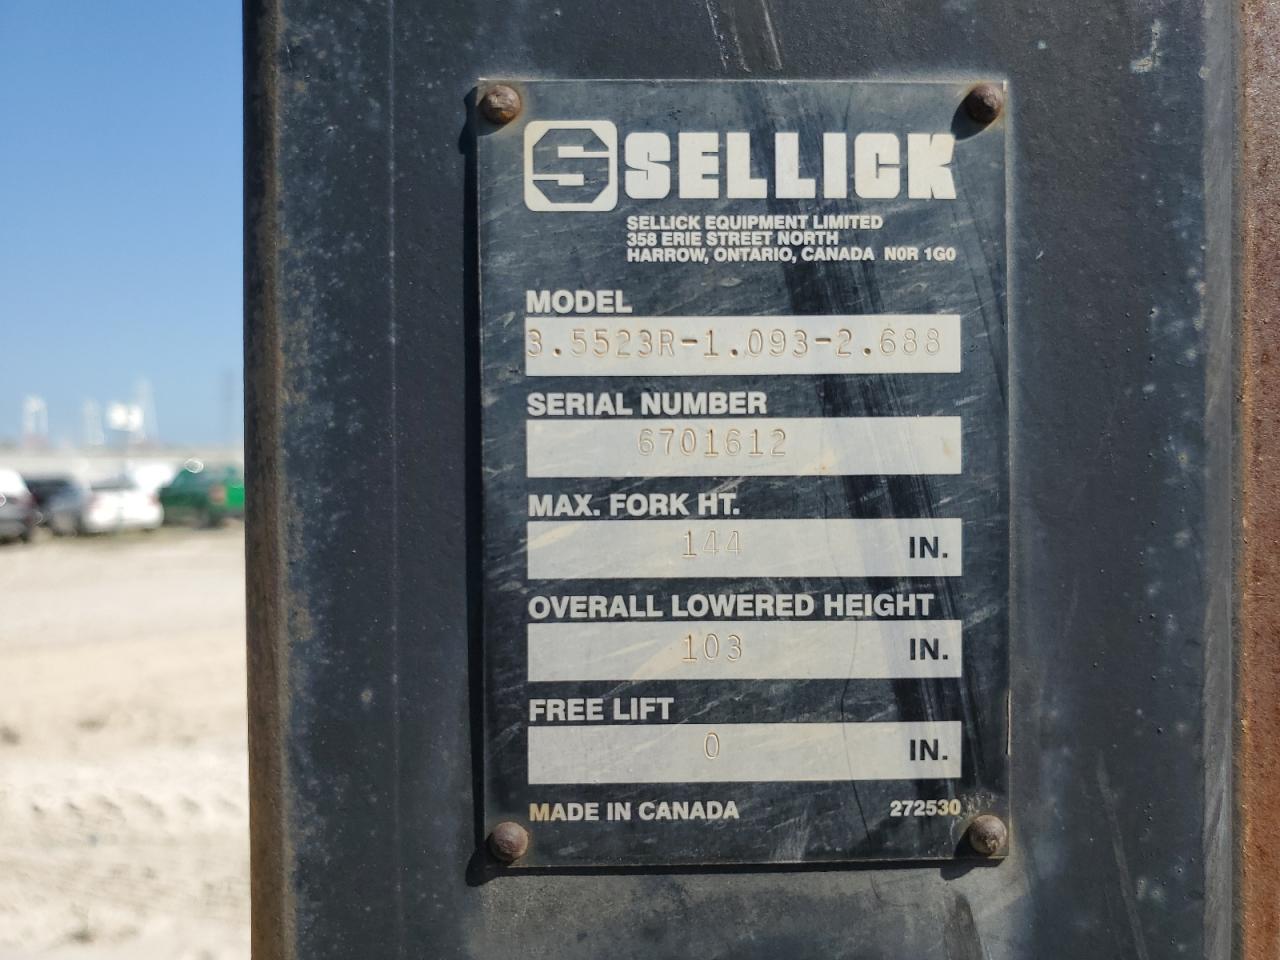 S SELLICK
SELLICK EQUIPMENT LIMITED
358 ERIE STREET NORTH
HARROW, ONTARIO, CANADA N0R 1G0
MODEL
3.5523R-1.093-2.688
SERIAL NUMBER
6701612
MAX. FORK HT.
144 IN.
OVERALL LOWERED HEIGHT
103 IN.
FREE LIFT
0 IN.
MADE IN CANADA 272530